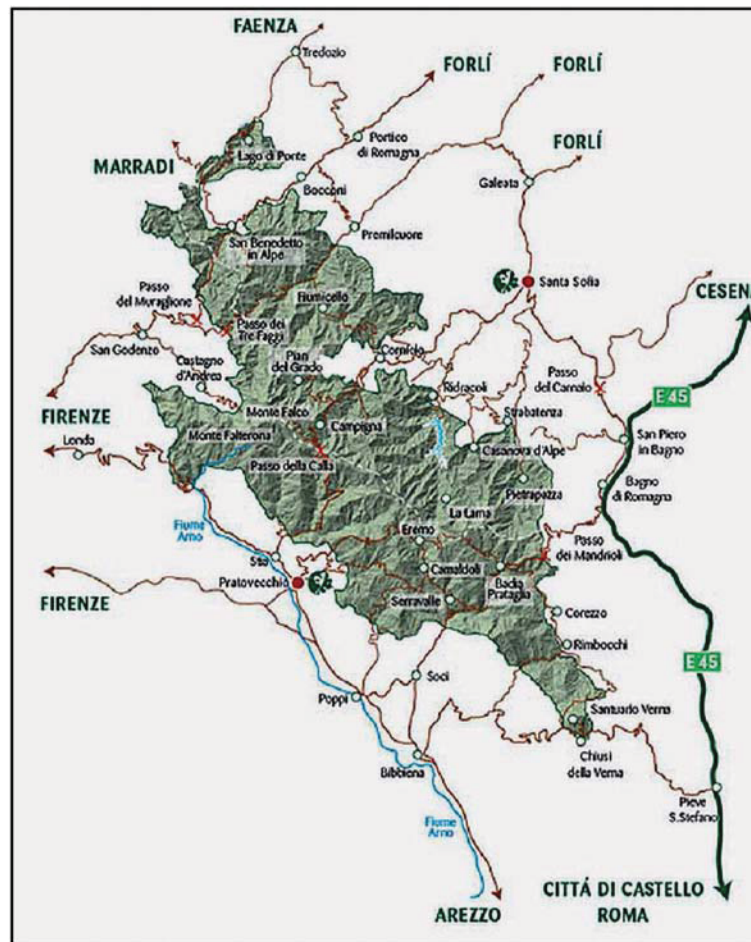 FAENZA
Tredozio
FORLÍ
FORLÍ
FORLÍ
Portico
di Romagna
Lago di Ponte
MARRADI
Bocconi
Galeata
San Benedetto
in Alpe
Premilcuore
Santa Sofia
CESEN
Passo
del Muraglione
Fiumicello
Passo dei
Tre Faggi
San Godenzo
Corniolo
Castagno
d'Andrea
Pian
del Grado
Passo
del Carnaio
Ridracoli
E 45
FIRENZE
Monte Falco
Campigna
Strabatenza
Londa
Monte Falterona
San Piero
in Bagno
Casanova d'Alpe
Passo della Calla
Pietrapazza
Bagno
di Romagna
La Lama
Fiume
Arno
Eremo
Passo
dei Mandrioli
Stia
Camaldoli
Pratovecchio
Badia
Prataglia
FIRENZE
Serravalle
Corezzo
Rimbocchi
E 45
Soci
Poppi
Santuario Verna
Bibbiena
Chiusi
della Verna
Pieve
S.Stefano
Fiume
Arno
AREZZO
CITTÁ DI CASTELLO
ROMA